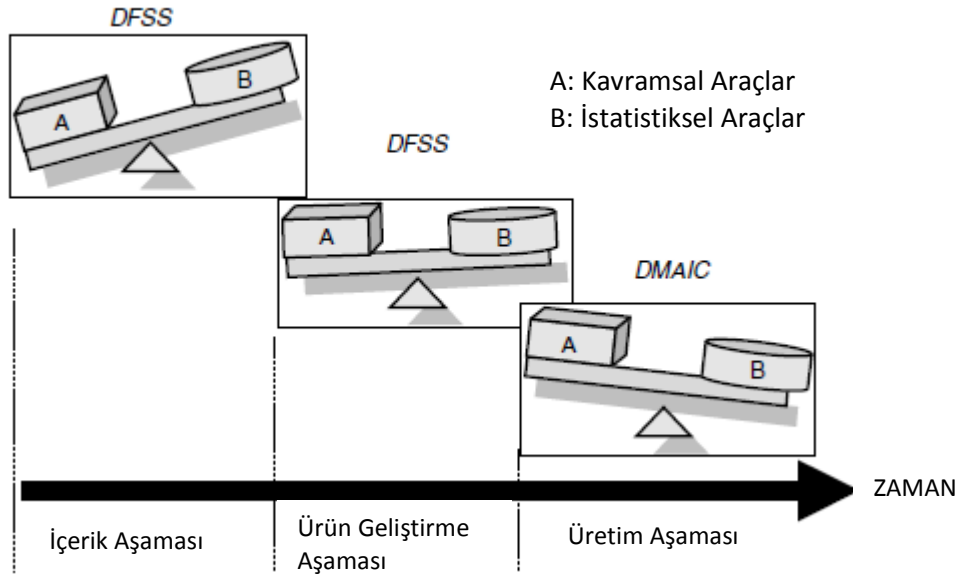 DFSS
A
B
A: Kavramsal Araçlar
B: İstatistiksel Araçlar
DFSS
A
B
DMAIC
A
B
ZAMAN
İçerik Aşaması
Ürün Geliştirme
Aşaması
Üretim Aşaması